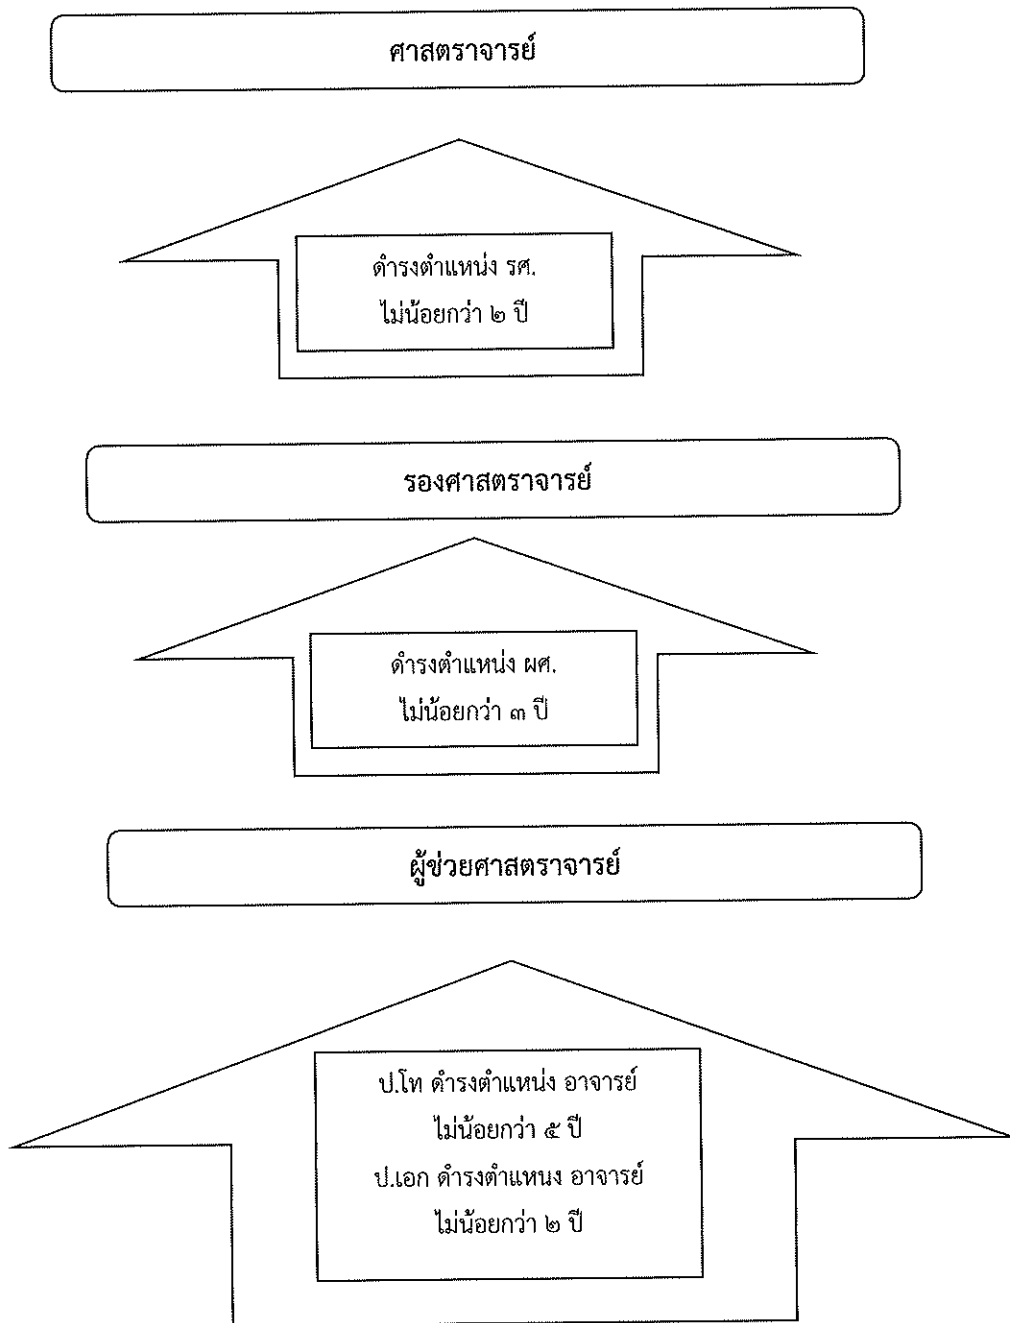 ศาสตราจารย์
ดำรงตำแหน่ง รศ.
ไม่น้อยกว่า ๒ ปี
รองศาสตราจารย์
ดำรงตำแหน่ง ผศ.
ไม่น้อยกว่า ๓ ปี
ผู้ช่วยศาสตราจารย์
ป.โท ดำรงตำแหน่ง อาจารย์
ไม่น้อยกว่า ๕ ปี
ป.เอก ดำรงตำแหนง อาจารย์
ไม่น้อยกว่า ๒ ปี